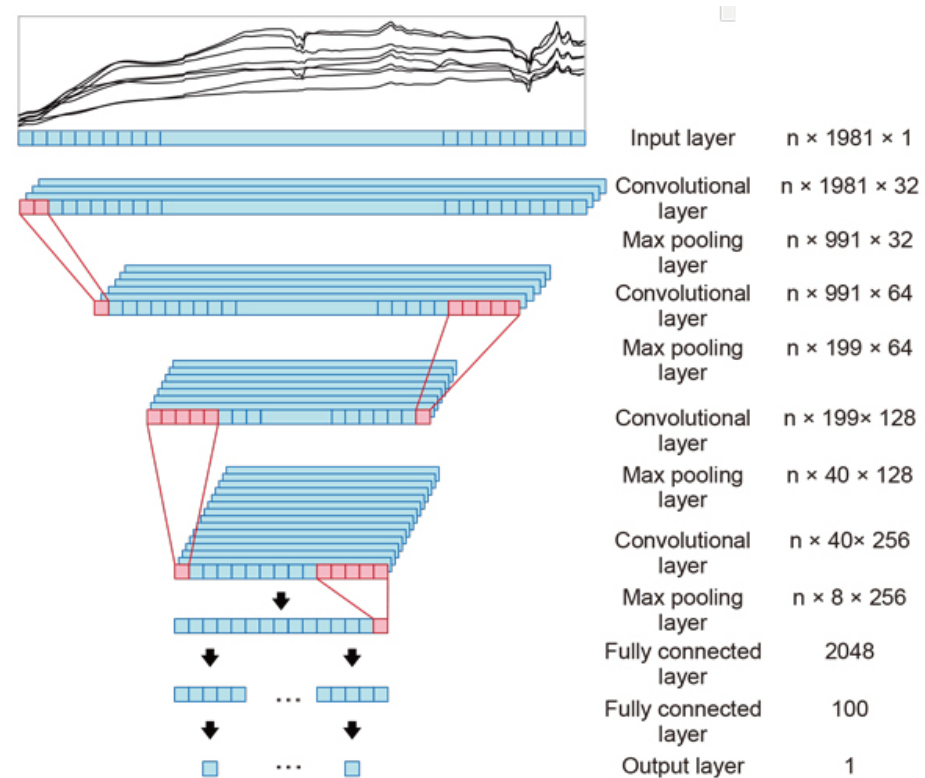 Input layer n × 1981 × 1
Convolutional n × 1981 × 32
layer
Max pooling n × 991 × 32
layer
Convolutional n × 991 × 64
layer
Max pooling n × 199 × 64
layer
Convolutional n × 199× 128
layer
Max pooling n × 40 × 128
layer
Convolutional n × 40× 256
layer
Max pooling n × 8 × 256
layer
Fully connected 2048
layer
... Fully connected 100
layer
... Output layer 1